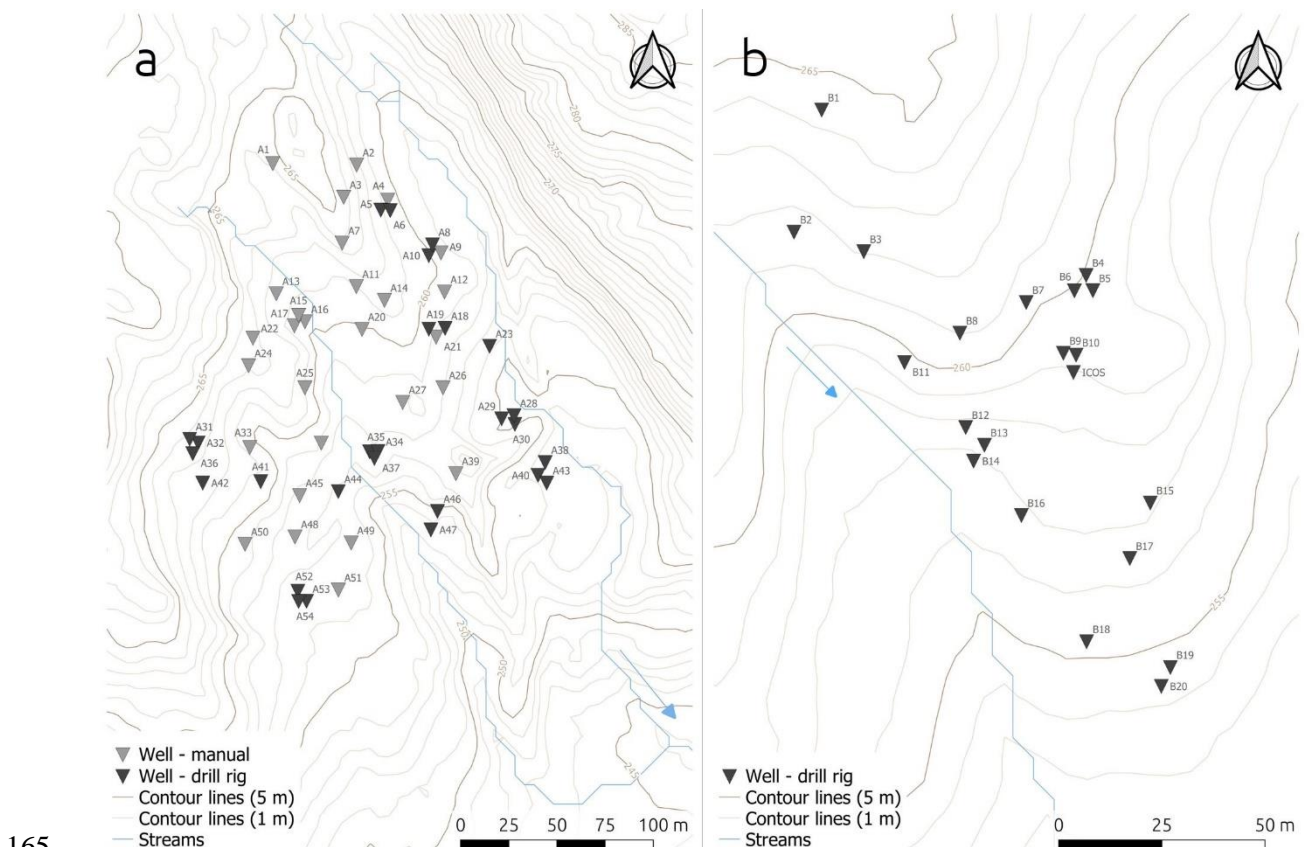 a
285
280
275
270
A1
A2
265
A3
A4
A5
A6
265
A7
A8
A9
A10
A11
A12
A13
A14
260
A15
A16
A17
A18
A19
A20
A21
A22
A23
A24
265
A25
A26
A27
A28
A29
A30
A31
A32
A33
A34
A35
A36
A37
A38
A39
A40
A41
A42
A43
A44
255
A45
A46
A47
A48
A49
A50
A51
A52
A53
A54
250
250
245
Well - manual
Well - drill rig
Contour lines (5 m)
Contour lines (1 m)
Streams
0 25 50 75 100 m
b
265
B1
B2
B3
B4
B5
B6
B7
B8
B9
B10
ICOS
B11
260
B12
B13
B14
B15
B16
B17
255
B18
B19
B20
Well - drill rig
Contour lines (5 m)
Contour lines (1 m)
Streams
0 25 50 m
165